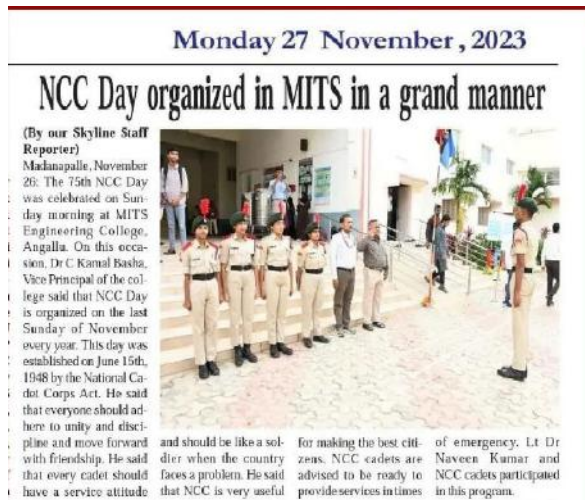 Monday 27 November, 2023
NCC Day organized in MITS in a grand manner
(By our Skyline Staff
Reporter)
Madanapalle, November
26: The 75th NCC Day
was celebrated on Sun-
day morning at MITS
Engineering College,
Angallu. On this occa-
sion, Dr C Kamal Basha,
Vice Principal of the col-
lege said that NCC Day
is organized on the last
Sunday of November
every year. This day was
established on June 15th,
1948 by the National Ca-
det Corps Act. He said
that everyone should ad-
here to unity and disci-
pline and move forward
with friendship. He said
that every cadet should
have a service attitude
and should be like a sol-
dier when the country
faces a problem. He said
that NCC is very useful
for making the best citi-
zens. NCC cadets are
advised to be ready to
provide services in times
of emergency. Lt Dr
Naveen Kumar and
NCC cadets participated
in this program.